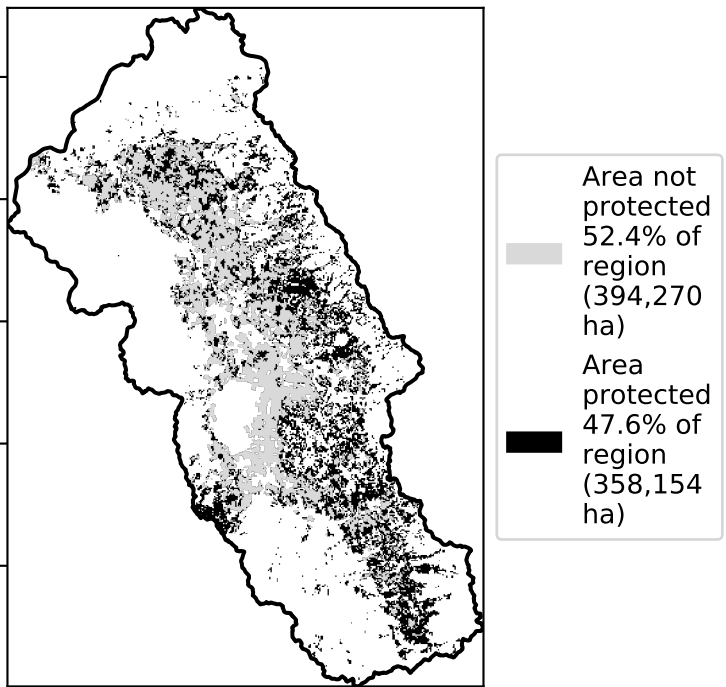 Area not
protected
52.4% of
region
(394,270
ha)
Area
protected
47.6% of
region
(358,154
ha)